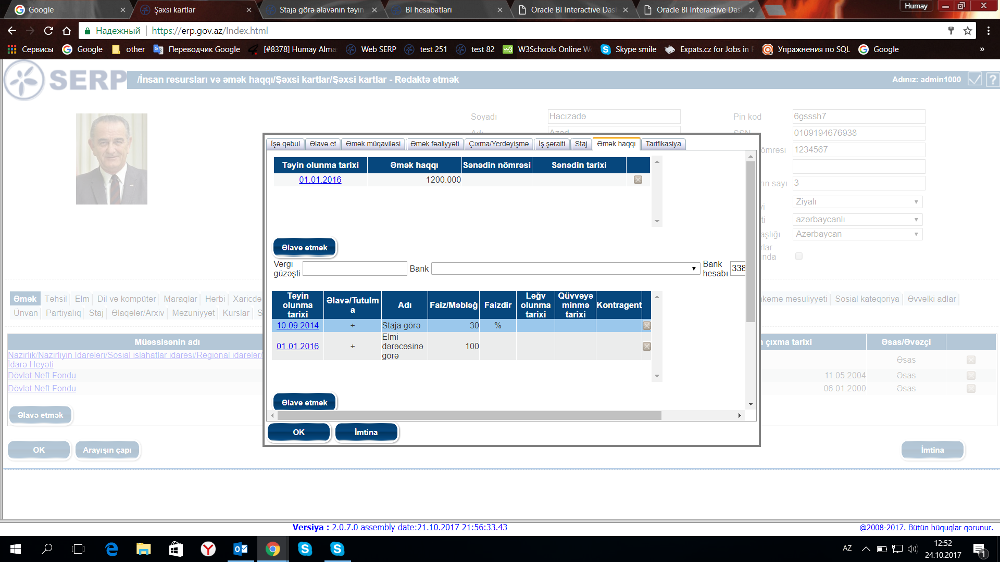 Google
Şəxsi kartlar
Staja görə əlavənin təyin
BI hesabatları
Oracle BI Interactive Das
Oracle BI Interactive Das
Humay
Надежный
https://erp.gov.az/Index.html
Сервисы
Google
other
Переводчик Google
[#8378] Humay Alma
Web SERP
test 251
test 82
W3Schools Online W
Skype smile
Expats.cz for Jobs in
Упражнения по SQL
Google
»
SERP
/İnsan resursları və əmək haqqı/Şəxsi kartlar/Şəxsi kartlar - Redaktə etmək
Adınız: admin1000
Soyadı
Hacızadə
Pin kod
6gsssh7
0109194676938
ömrəsi
1234567
ın sayı
3
Ziyalı
azərbaycanlı
aşlığı
Azərbaycan
İşə qəbul
Əlavə et
Əmək müqaviləsi
Əmək fəaliyyəti
Çıxma/Yerdəyişmə
İş şəraiti
Staj
Əmək haqqı
Tarifikasiya
Təyin olunma tarixi
Əmək haqqı
Sənədin nömrəsi
Sənədin tarixi
01.01.2016
1200.000
Əlavə etmək
Vergi güzəşti
Bank
Bank hesabı
338
Təyin olunma tarixi
Əlavə/Tutulma
Adı
Faiz/Məbləğ
Faizdir
Ləğv olunma tarixi
Qüvvəyə minmə tarixi
Kontragent
10.09.2014
+
Staja görə
30
%
01.01.2016
+
Elmi dərəcəsinə görə
100
Əlavə etmək
OK
İmtina
Əmək
Təhsil
Elm
Dil və kompüter
Maraqlar
Hərbi
Xaricdə
kəmə məsuliyyəti
Sosial kateqoriya
Əvvəlki adlar
Ünvan
Partiyalıq
Staj
Əlaqələr/Arxiv
Məzuniyyət
Kurslar
S
Müəssisənin adı
çıxma tarixi
Əsas/Əvəzçi
Nazirlik/Nazirliyin İdarələri/Sosial islahatlar idarəsi/Regional idarələr/
İdarə Heyəti
Əsas
Dövlət Neft Fondu
11.05.2004
Əsas
Dövlət Neft Fondu
06.01.2000
Əsas
Əlavə etmək
OK
Arayışın çapı
İmtina
Versiya : 2.0.7.0 assembly date:21.10.2017 21:56:33.43
@2008-2017. Bütün hüquqlar qorunur.
AZ
12:52
24.10.2017
1